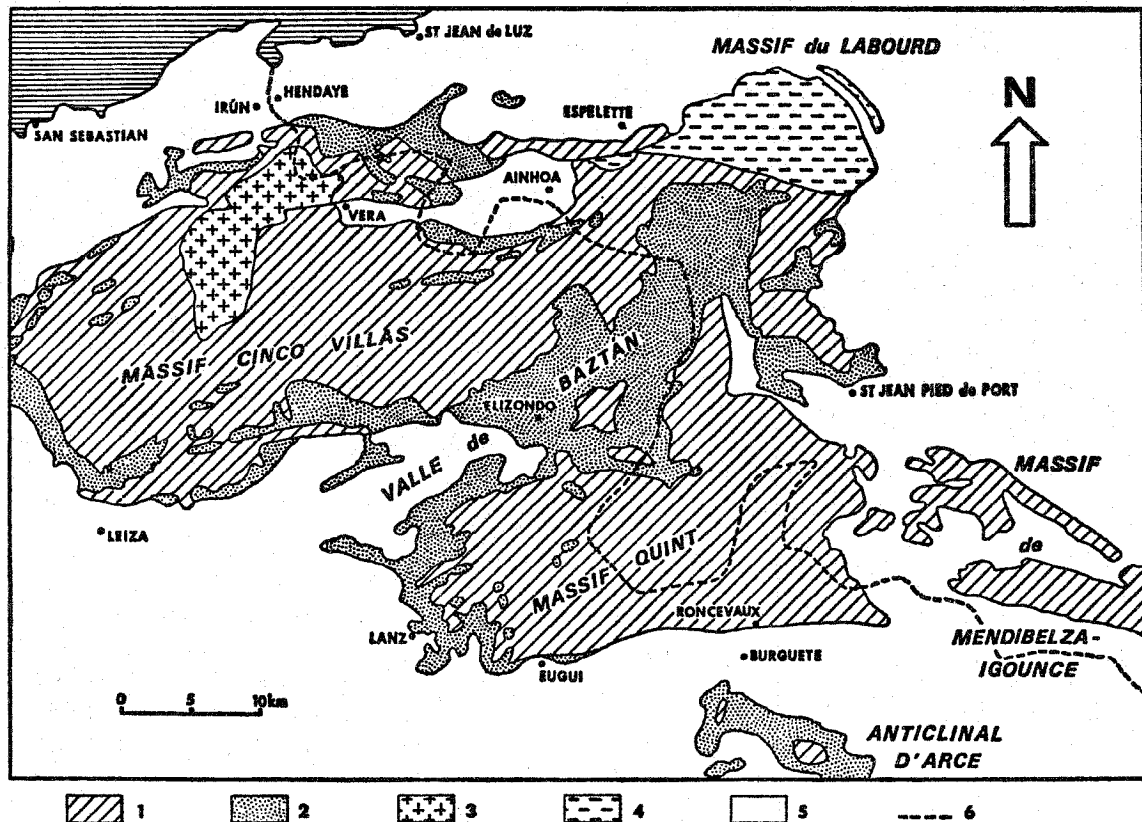 ST JEAN de LUZ
MASSIF du LABOURD
HENDAYE
IRÚN
ESPELETTE
N
SAN SEBASTIAN
AINHOA
VERA
MASSIF CINCO VILLAS
BAZTAN
ST JEAN PIED de PORT
ELIZONDO
VALLE de
MASSIF
LEIZA
de
MASSIF QUINT
RONCEVAUX
LANZ
MENDIBELZA-
BURGUETE
IGOUNCE
EUGUI
0 5 10km
ANTICLINAL
D'ARCE
1 2 3 4 5 6